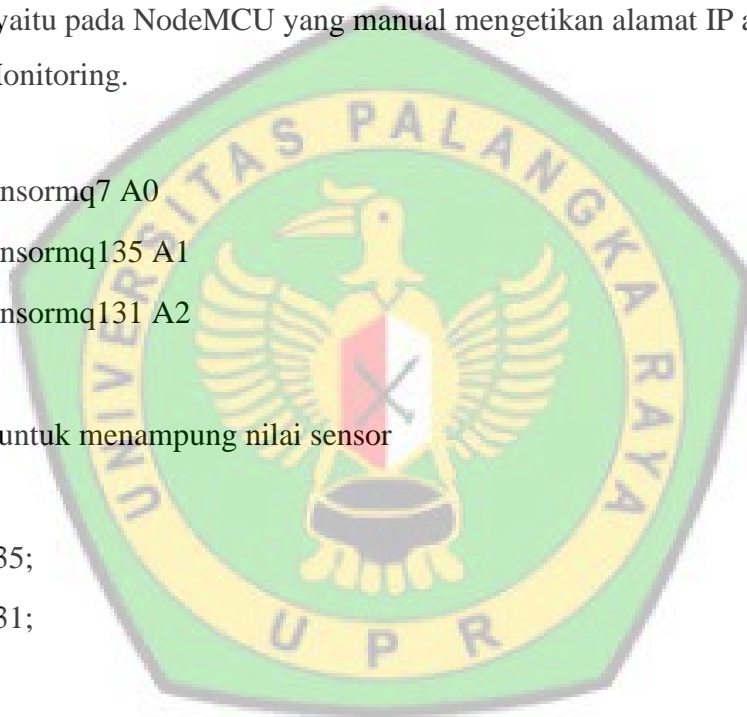 yaitu pada NodeMCU yang manual mengetikan alamat IP a
Monitoring.
nsormq7 A0
nsormq135 A1
nsormq131 A2
untuk menampung nilai sensor
35;
31;
UNIVERSITAS PALANGKA RAYA
UPR